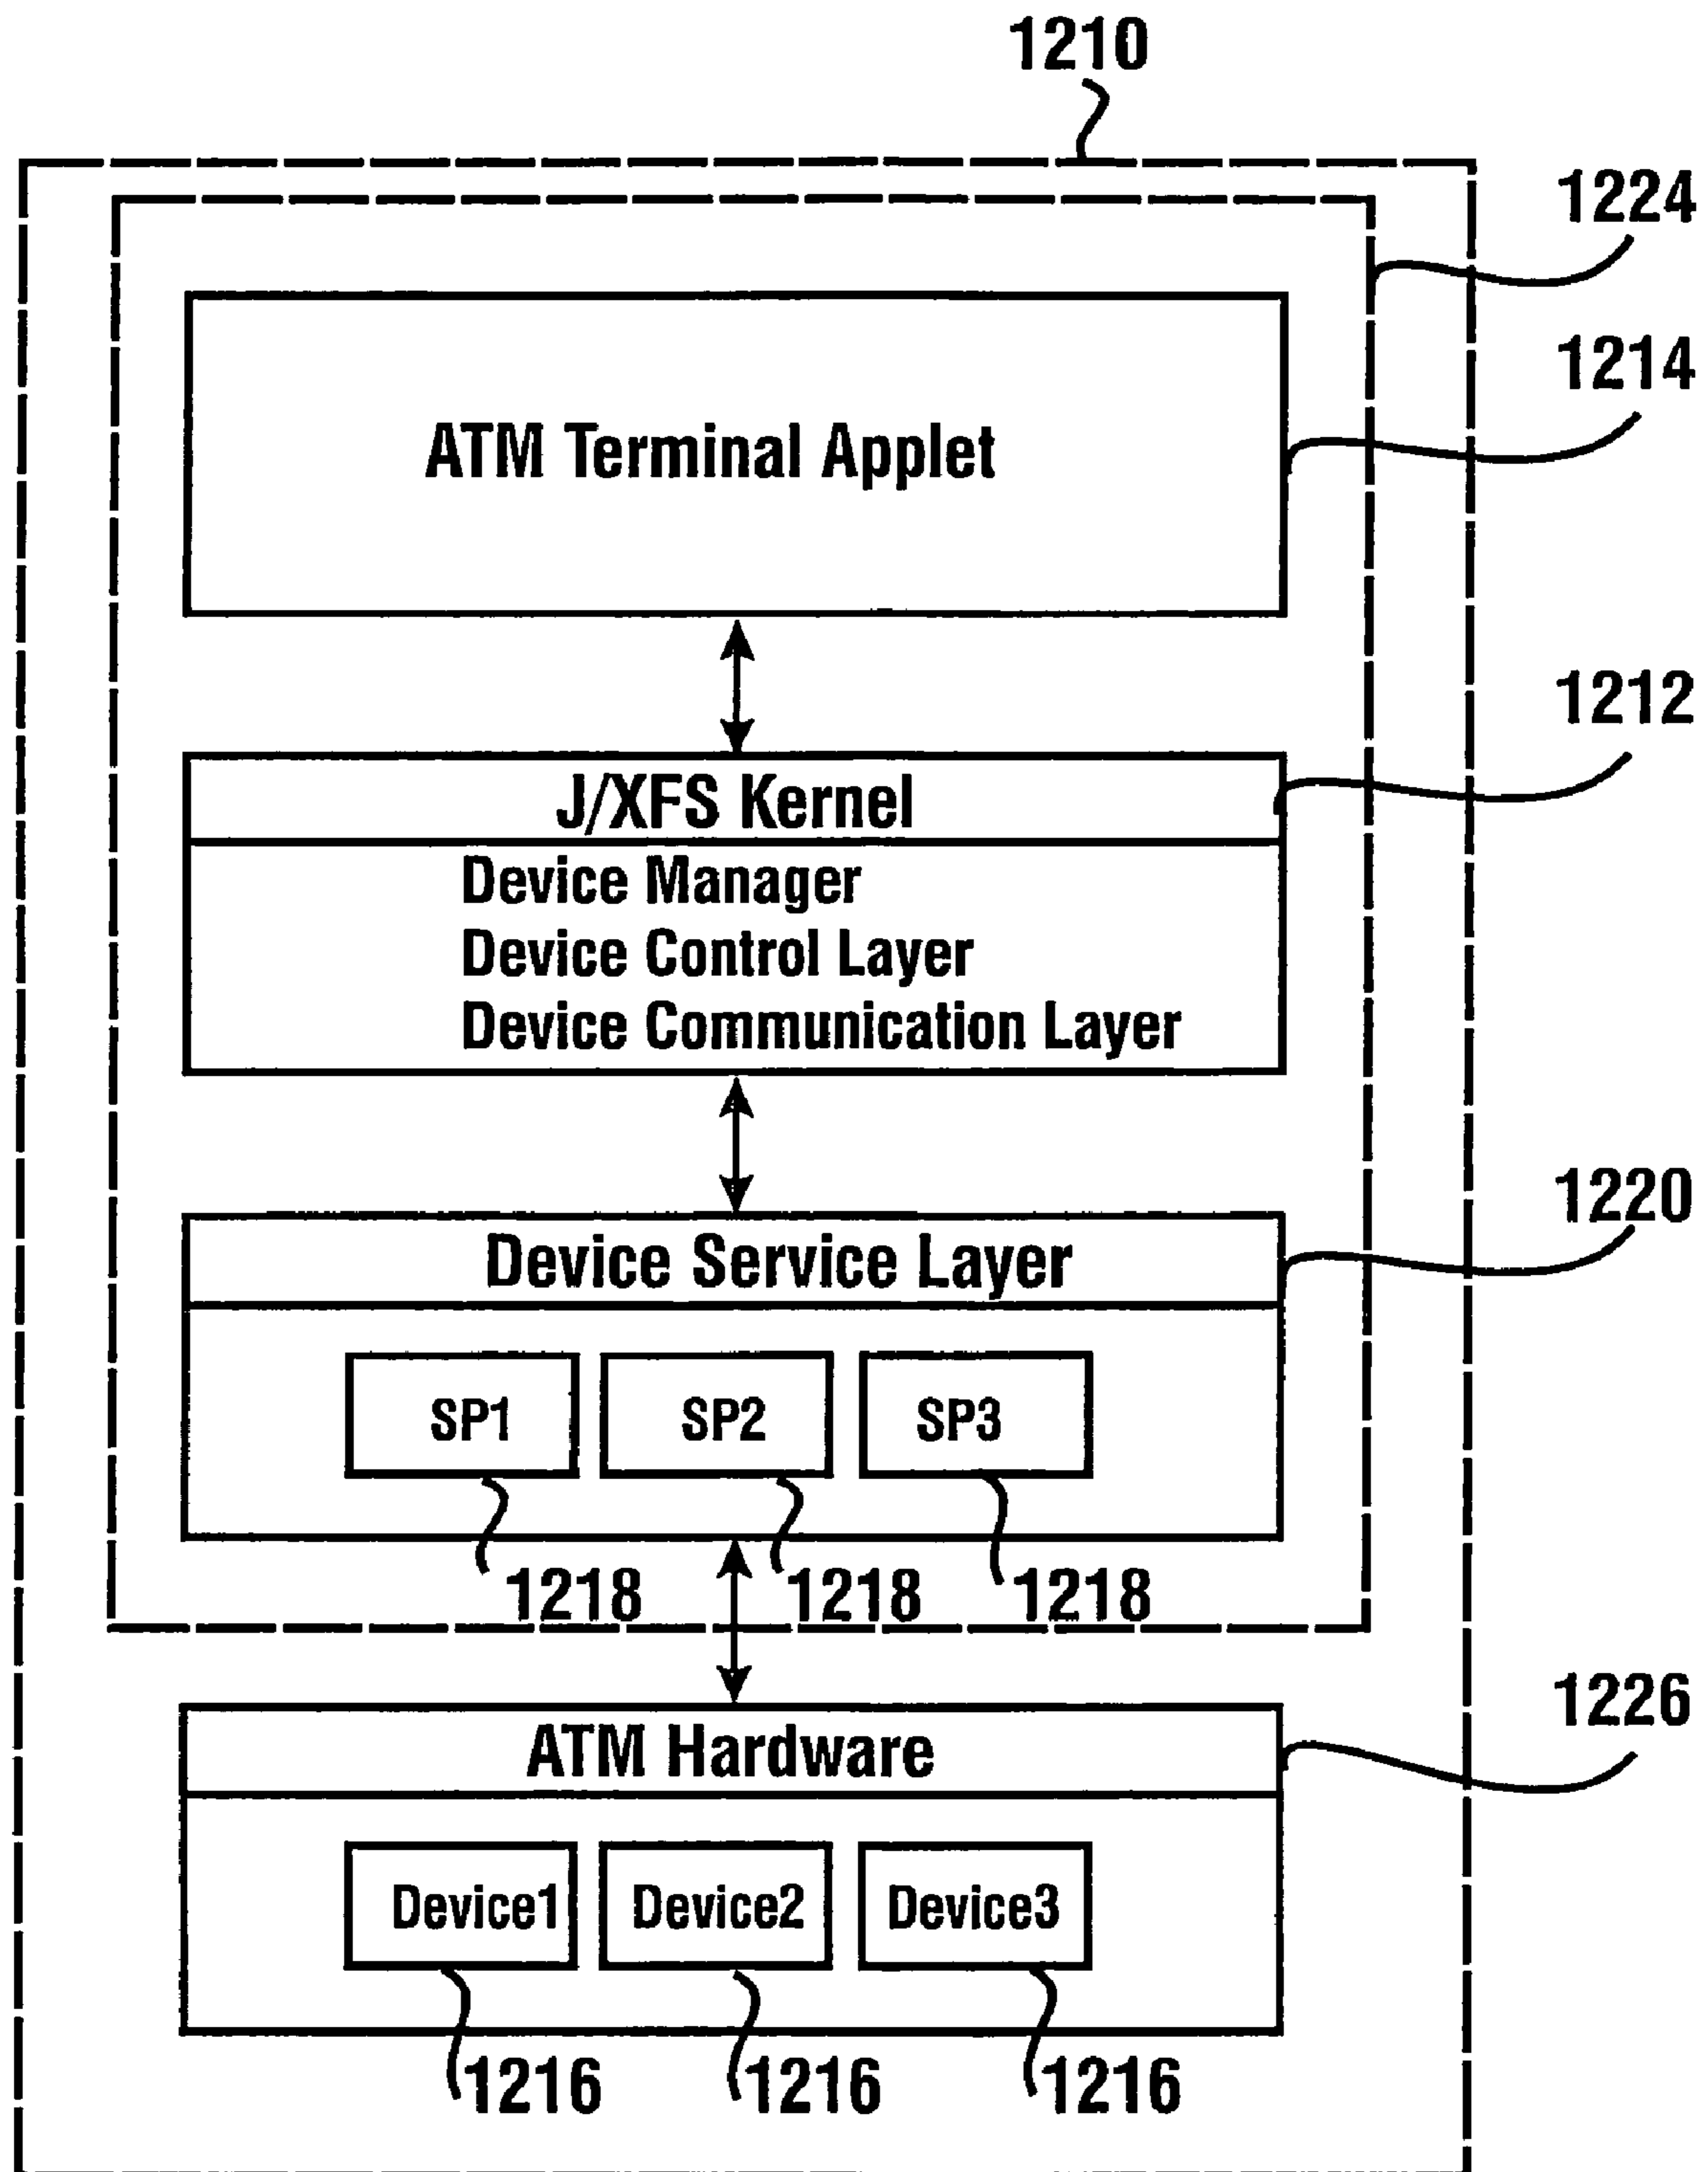 1210
1224
ATM Terminal Applet
1214
1212
J/XFS Kernel
Device Manager
Device Control Layer
Device Communication Layer
1220
Device Service Layer
SP1 SP2 SP3
1218 1218 1218
1226
ATM Hardware
Device1 Device2 Device3
1216 1216 1216